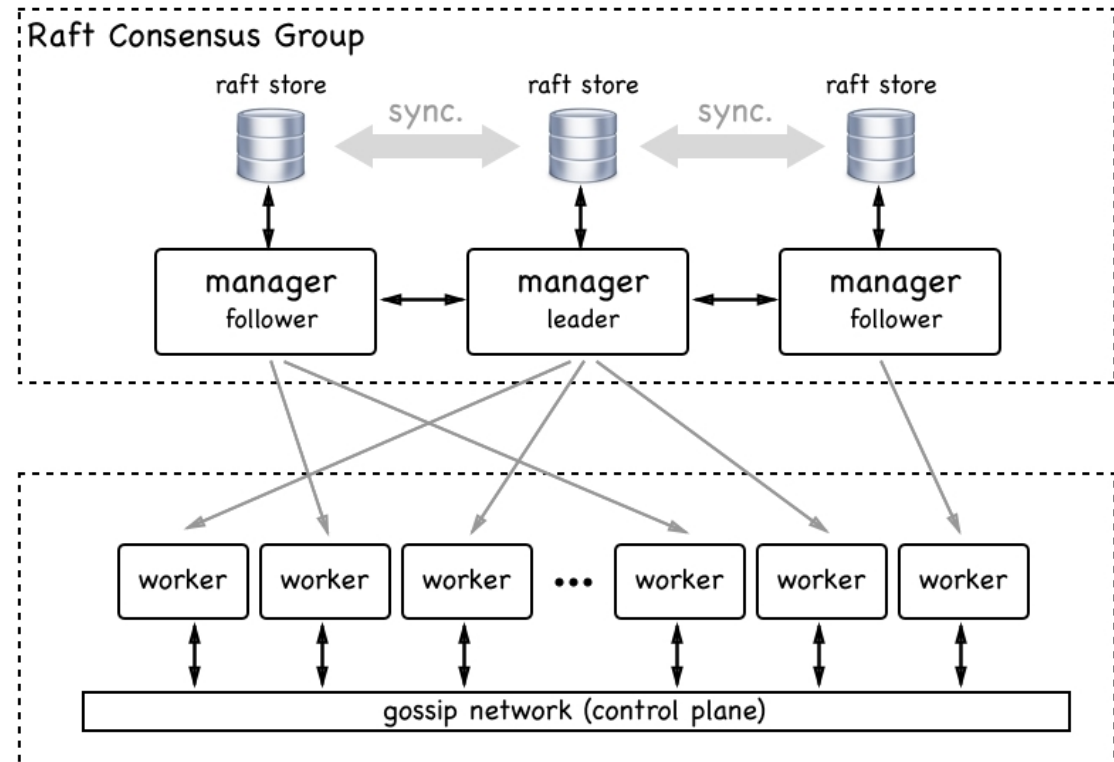 Raft Consensus Group
raft store
raft store
raft store
sync.
sync.
manager
follower
manager
leader
manager
follower
worker
worker
worker
•••
worker
worker
worker
gossip network (control plane)